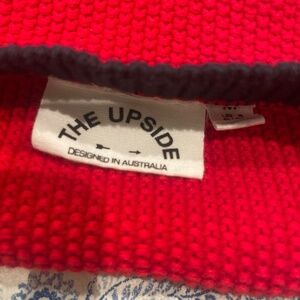 THE UPSIDE
DESIGNED IN AUSTRALIA